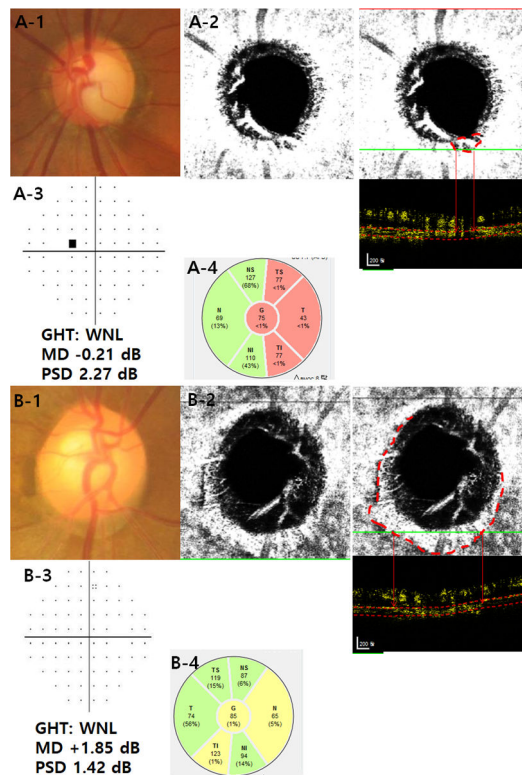 A-1
A-2
A-3
GHT: WNL
MD -0.21 dB
PSD 2.27 dB
A-4
NS
127
(68%)
TS
77
<1%
N
69
(13%)
G
75
<1%
T
43
<1%
NI
110
(43%)
TI
77
<1%
200
B-1
B-2
B-3
GHT: WNL
MD +1.85 dB
PSD 1.42 dB
B-4
TS
119
(15%)
NS
87
(6%)
T
74
(56%)
G
85
(1%)
N
65
(5%)
TI
123
(1%)
NI
94
(14%)
200